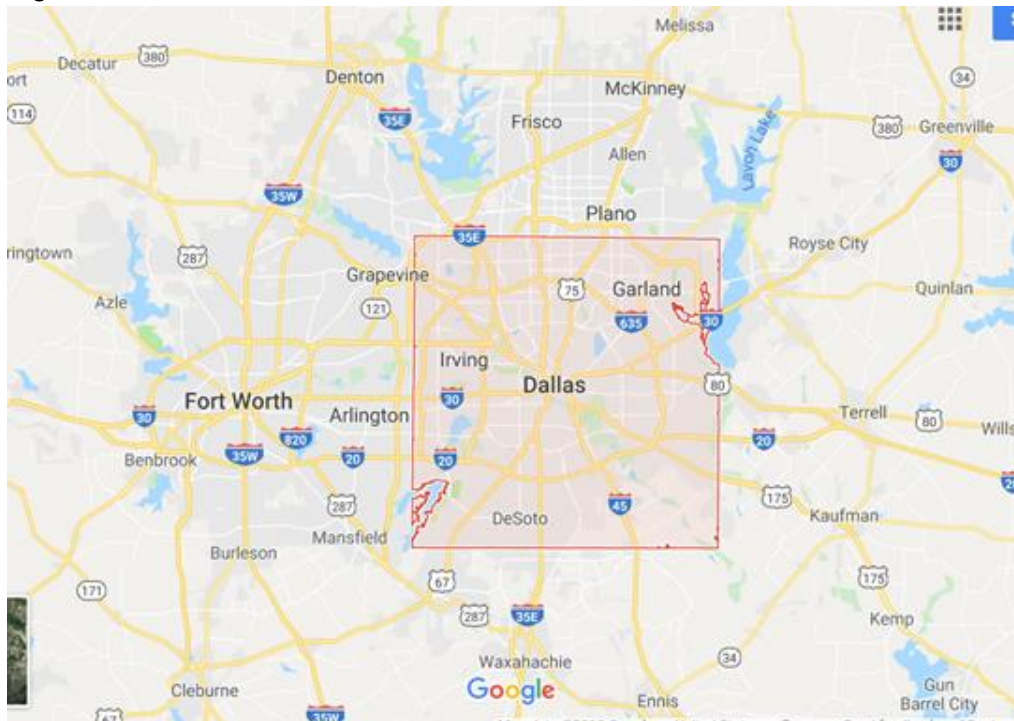 Melissa
Decatur
380
Denton
McKinney
34
114
35E
Frisco
380
Greenville
Allen
30
Lavon Lake
35W
Plano
35E
Royse City
287
Grapevine
75
Garland
Quinlan
Azle
121
635
30
Irving
Dallas
80
Fort Worth
30
Arlington
30
Terrell
80
820
20
35W
20
20
Benbrook
175
287
DeSoto
45
Kaufman
Mansfield
Burleson
67
175
171
287
35E
Kemp
Waxahachie
34
Google
Gun
Barrel City
Cleburne
Ennis
67
35W